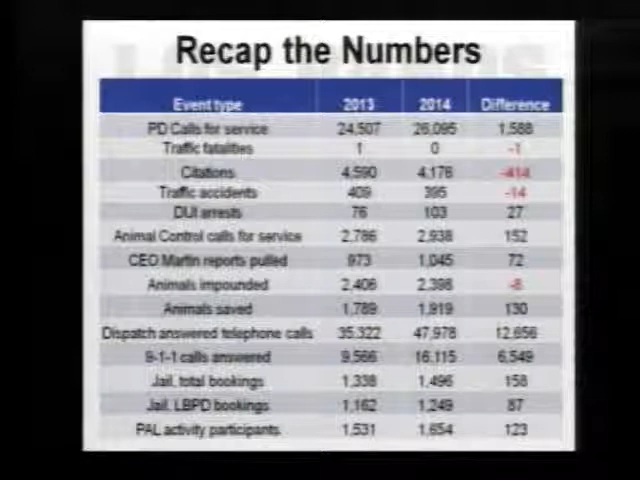 Recap the Numbers
Event type 2013 2014 Difference
PD Calls for service 24,507 26,095 1,588
Traffic fatalities 1 0 -1
Citations 4,590 4,176 -414
Traffic accidents 409 395 -14
DUI arrests 76 103 27
Animal Control calls for service 2,786 2,938 152
CEO Martin reports pulled 973 1,045 72
Animals impounded 2,406 2,398 -8
Animals saved 1,789 1,919 130
Dispatch answered telephone calls 35,322 47,978 12,656
9-1-1 calls answered 9,566 16,115 6,549
Jail, total bookings 1,338 1,496 158
Jail, LBPD bookings 1,162 1,249 87
PAL activity participants 1,531 1,654 123